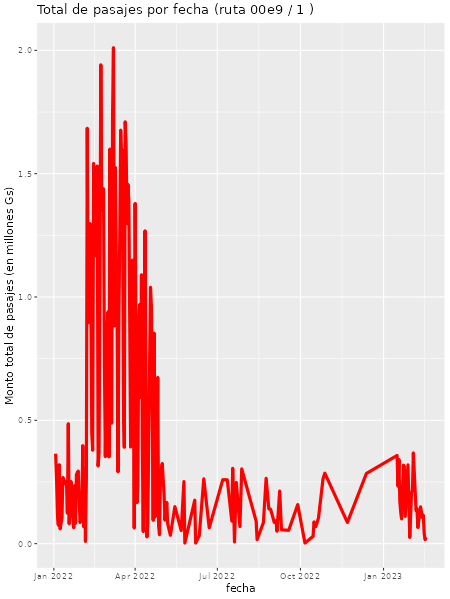 Total de pasajes por fecha (ruta 00e9 / 1 )
Monto total de pasajes (en millones Gs)
2.0
1.5
1.0
0.5
0.0
Jan 2022
Apr 2022
Jul 2022
Oct 2022
Jan 2023
fecha